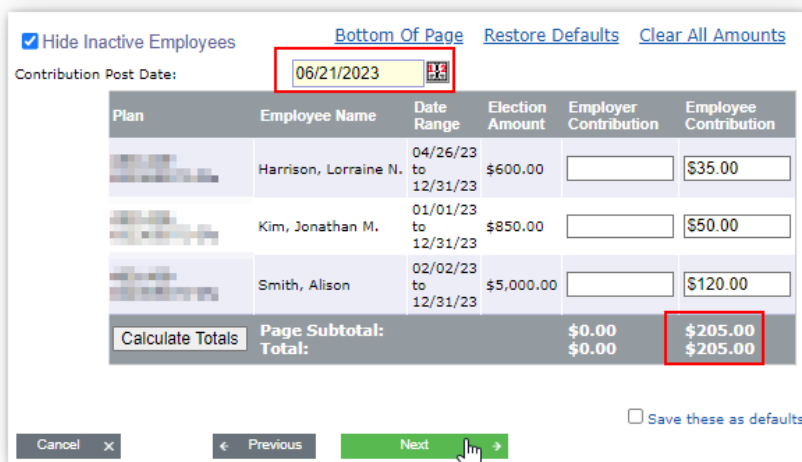 Hide Inactive Employees Bottom Of Page Restore Defaults Clear All Amounts
Contribution Post Date: 06/21/2023
Plan Employee Name Date Range Election Amount Employer Contribution Employee Contribution
Harrison, Lorraine N. 04/26/23 to 12/31/23 $600.00 $35.00
Kim, Jonathan M. 01/01/23 to 12/31/23 $850.00 $50.00
Smith, Alison 02/02/23 to 12/31/23 $5,000.00 $120.00
Calculate Totals Page Subtotal: $0.00 $205.00
Total: $0.00 $205.00
Save these as defaults
Cancel x ← Previous Next →